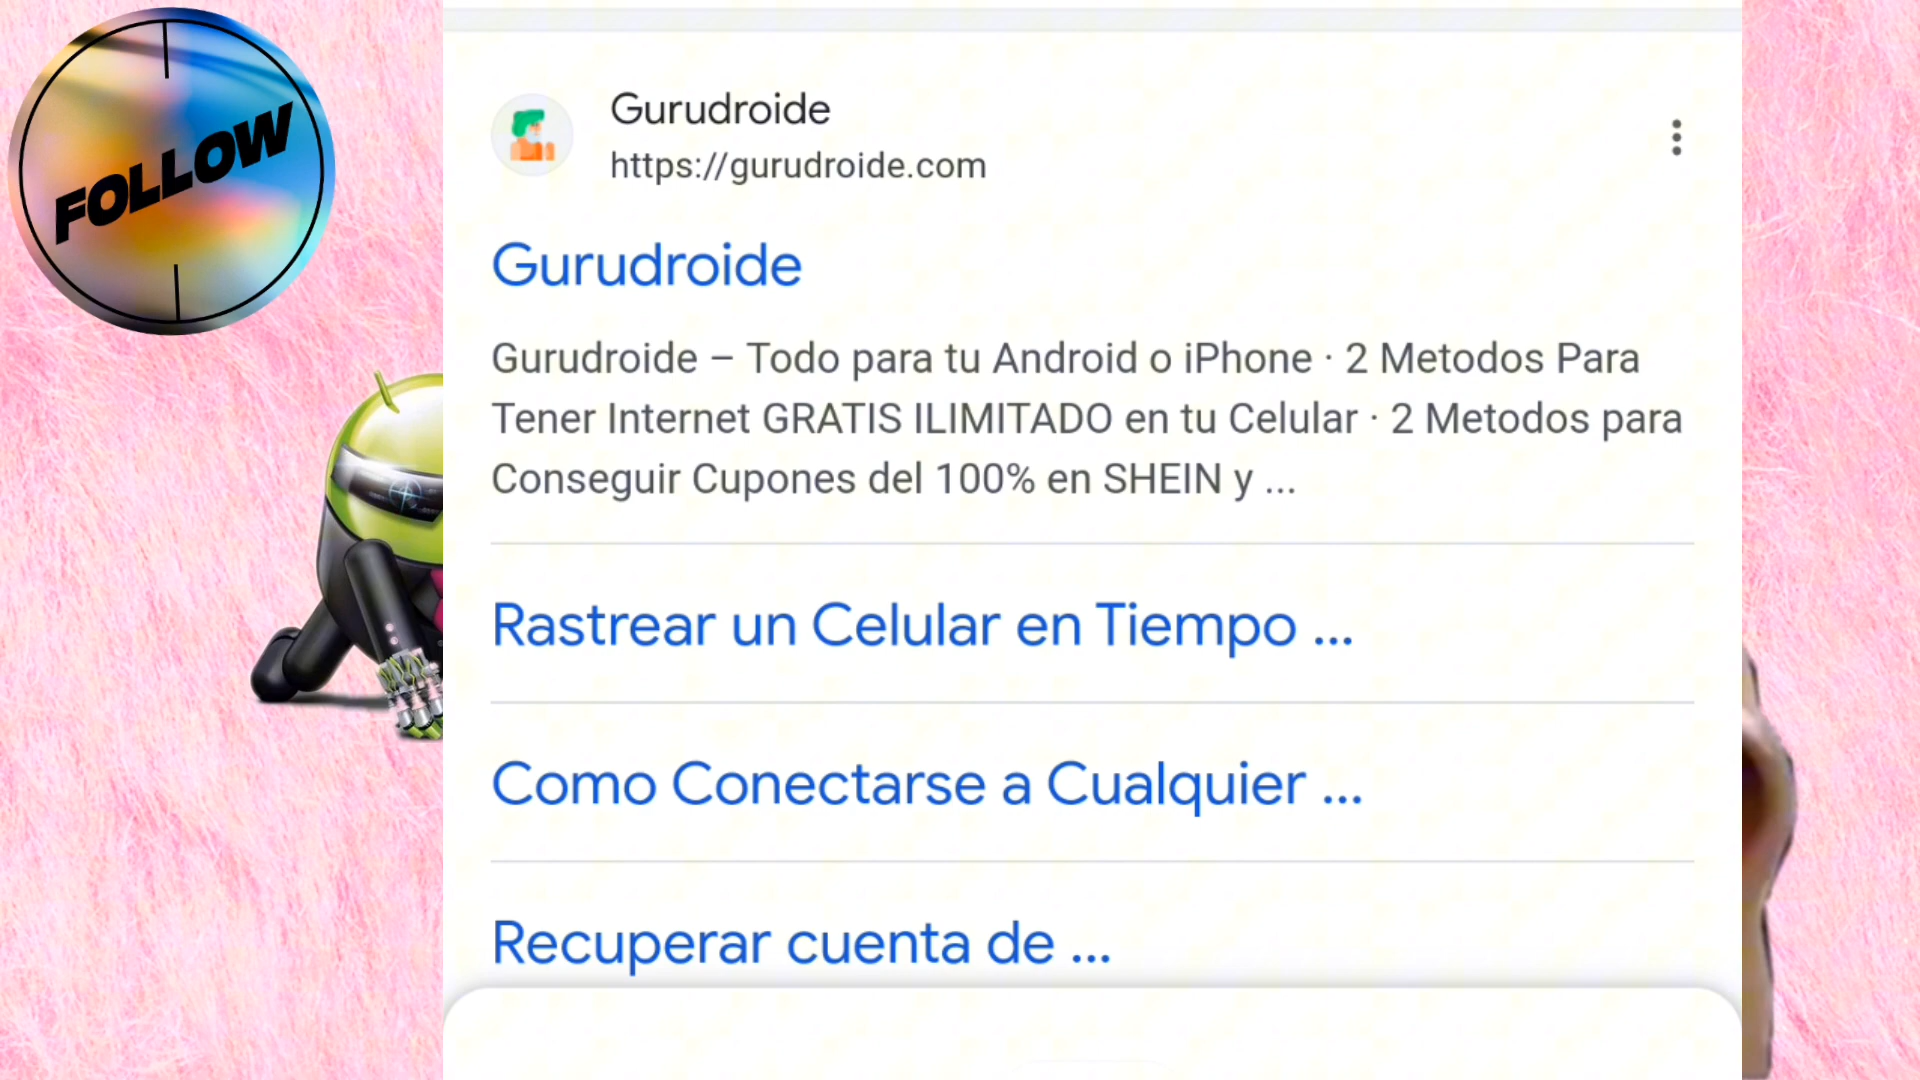 FOLLOW
Gurudroide
https://gurudroide.com
Gurudroide
Gurudroide – Todo para tu Android o iPhone · 2 Metodos Para
Tener Internet GRATIS ILIMITADO en tu Celular · 2 Metodos para
Conseguir Cupones del 100% en SHEIN y ...
Rastrear un Celular en Tiempo ...
Como Conectarse a Cualquier ...
Recuperar cuenta de ...